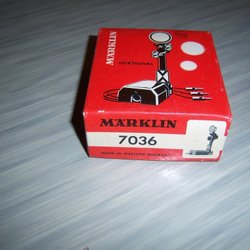 MÄRKLIN
VORSIGNAL
MÄRKLIN
7036
MADE IN WESTERN GERMANY